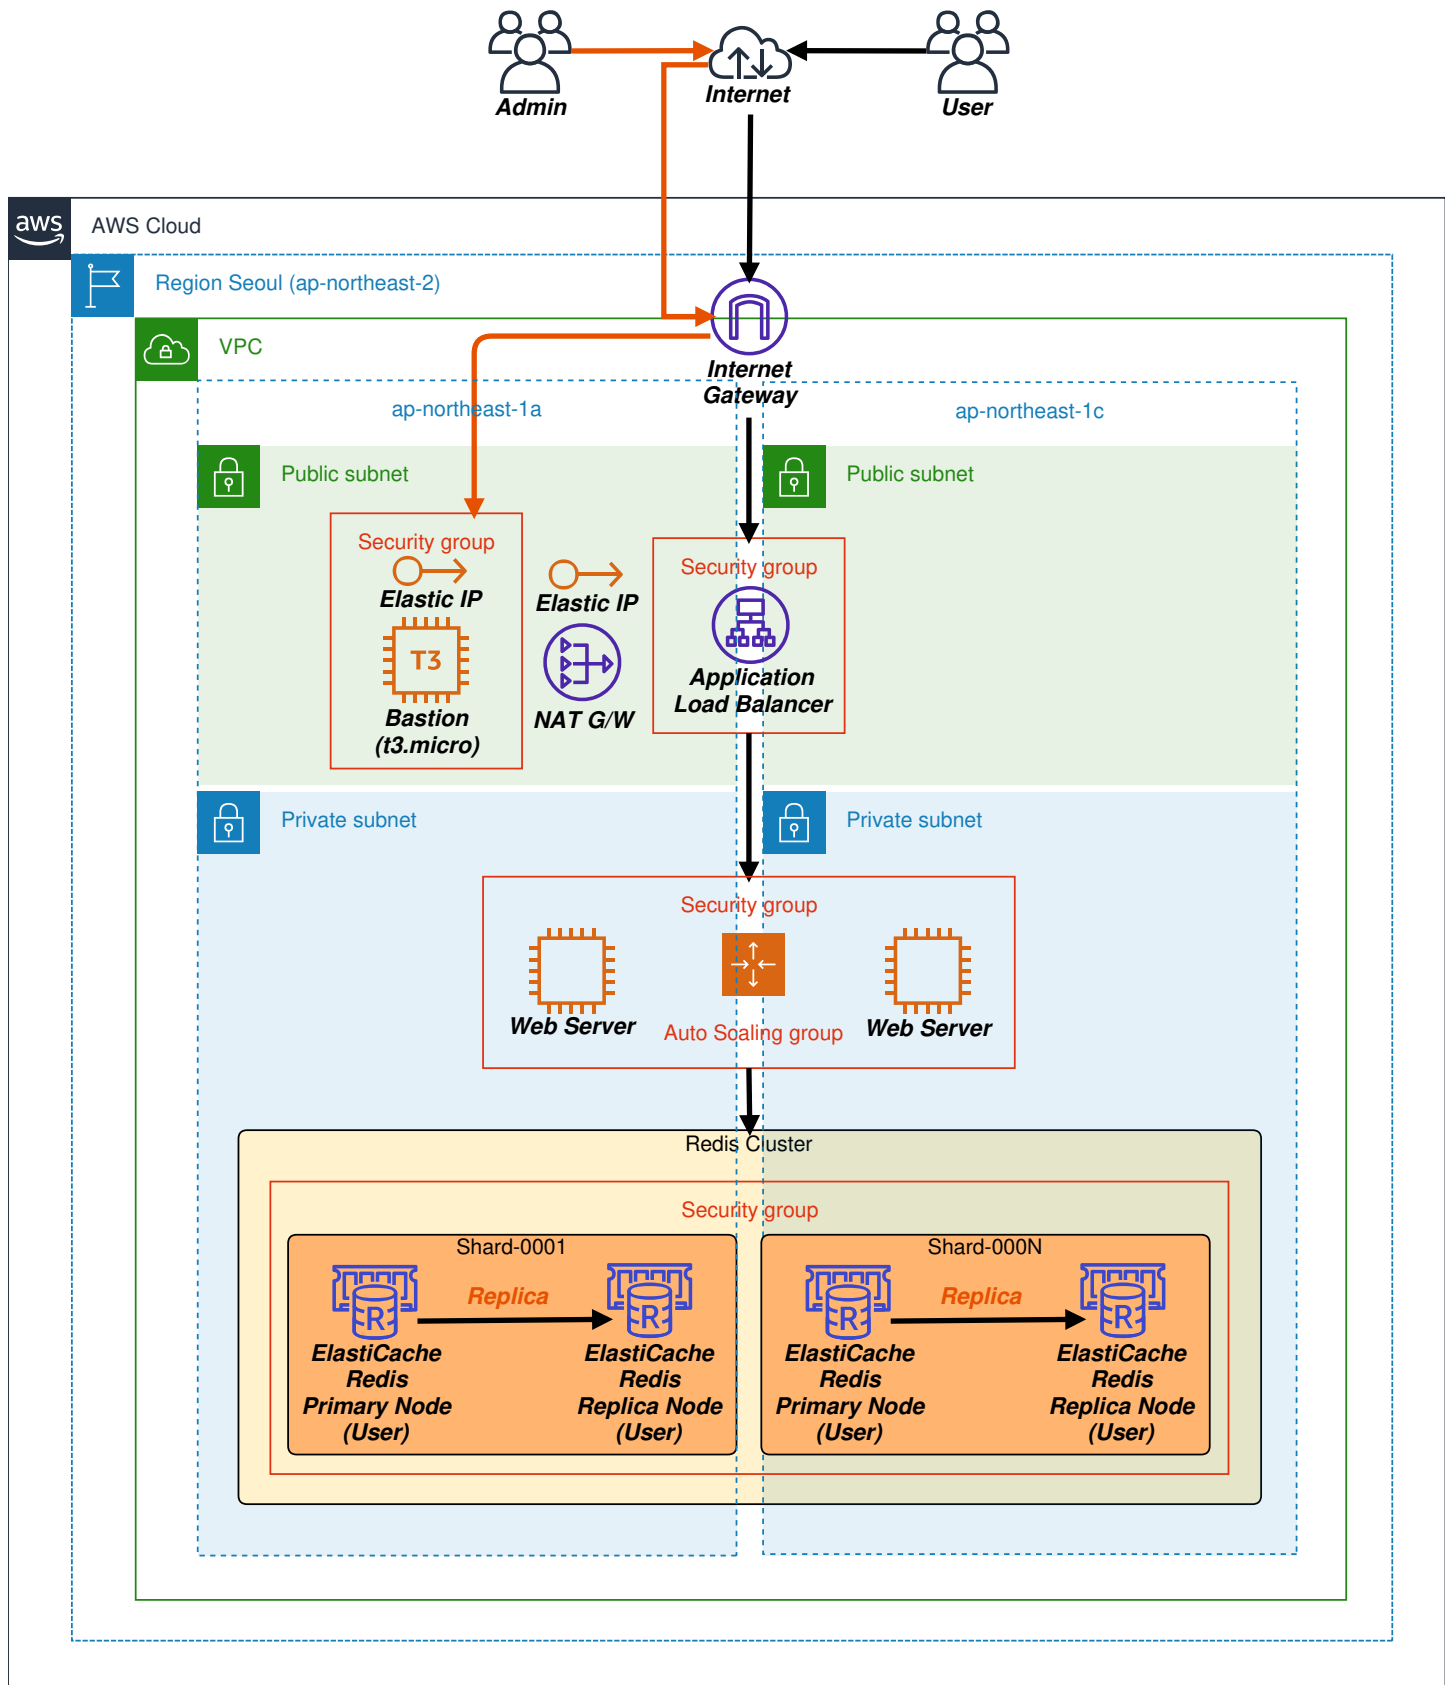 Admin
Internet
User
aws
AWS Cloud
Region Seoul (ap-northeast-2)
VPC
Internet
Gateway
ap-northeast-1a
ap-northeast-1c
Public subnet
Public subnet
Security group
Elastic IP
T3
Bastion
(t3.micro)
Elastic IP
NAT G/W
Security group
Application
Load Balancer
Private subnet
Private subnet
Security group
Web Server
Auto Scaling group
Web Server
Redis Cluster
Security group
Shard-0001
R
ElastiCache
Redis
Primary Node
(User)
Replica
R
ElastiCache
Redis
Replica Node
(User)
Shard-000N
R
ElastiCache
Redis
Primary Node
(User)
Replica
R
ElastiCache
Redis
Replica Node
(User)